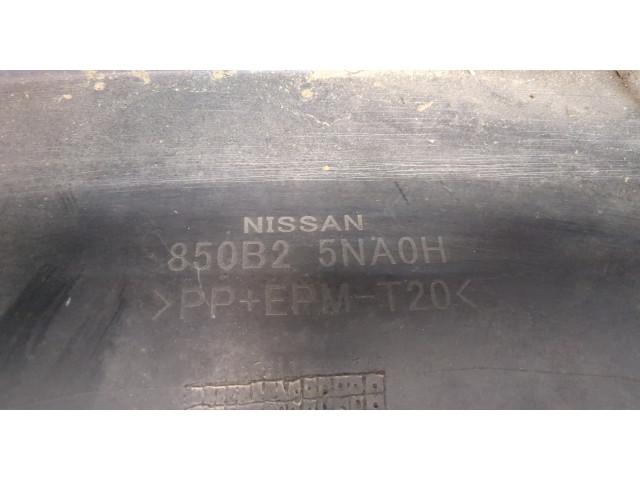 NISSAN
850B2 5NA0H
>PP+EPM-T20<